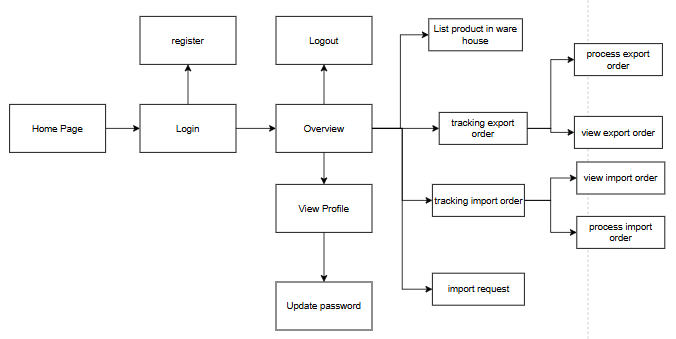 register
Logout
List product in ware
house
process export
order
Home Page
Login
Overview
tracking export
order
view export order
view import order
View Profile
tracking import order
process import
order
import request
Update password